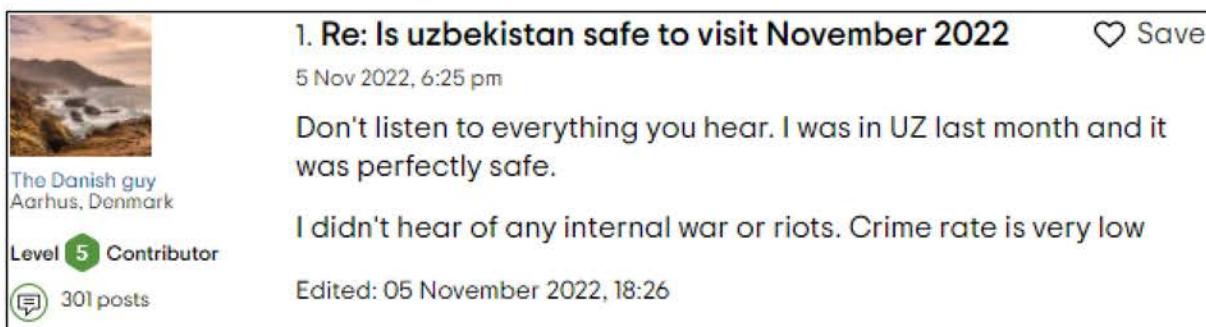 1. Re: Is uzbekistan safe to visit November 2022
Save
5 Nov 2022, 6:25 pm
Don't listen to everything you hear. I was in UZ last month and it
was perfectly safe.
I didn't hear of any internal war or riots. Crime rate is very low
Edited: 05 November 2022, 18:26
The Danish guy
Aarhus, Denmark
Level 5 Contributor
301 posts